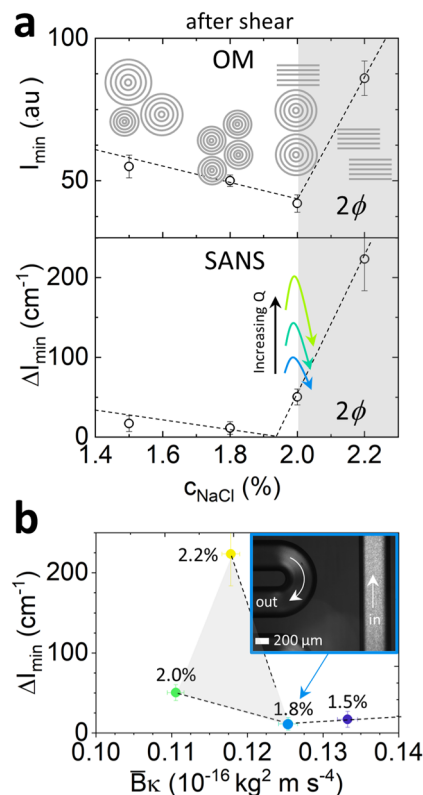 a
after shear
OM
100
50
I_min (.au)
2ϕ
SANS
200
100
0
ΔI_min (cm⁻¹)
Increasing Q
2ϕ
1.4 1.6 1.8 2.0 2.2
c_NaCl (%)
b
200
100
0
ΔI_min (cm⁻¹)
2.2%
2.0%
1.8%
1.5%
out
in
200 µm
0.10 0.11 0.12 0.13 0.14
B̅κ (10⁻¹⁶ kg² m s⁻⁴)